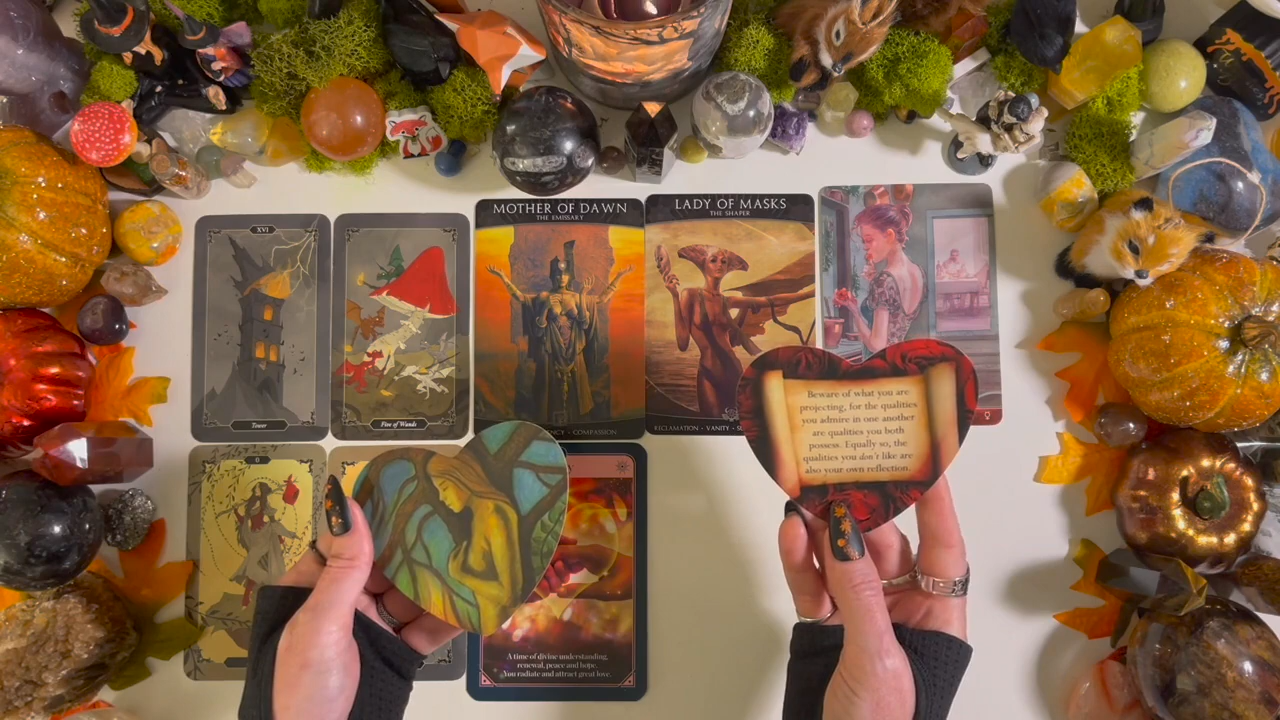 XVI
Tower
Five of Wands
MOTHER OF DAWN
THE EMISSARY
COMPASSION
LADY OF MASKS
THE SHAPER
RECLAMATION • VANITY •
Beware of what you are
projecting, for the qualities
you admire in one another
are qualities you both
possess. Equally so, the
qualities you don't like are
also your own reflection.
0
A time of divine understanding,
renewal, peace and hope.
You radiate and attract great love.